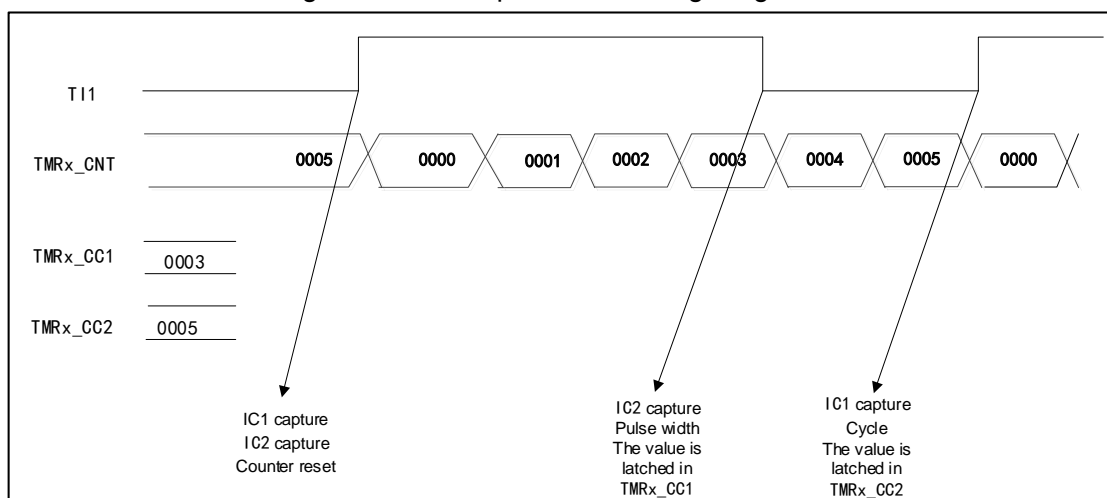 TI1
TMRx_CNT
0005 0000 0001 0002 0003 0004 0005 0000
TMRx_CC1 0003
TMRx_CC2 0005
IC1 capture
IC2 capture
Counter reset
IC2 capture
Pulse width
The value is
latched in
TMRx_CC1
IC1 capture
Cycle
The value is
latched in
TMRx_CC2